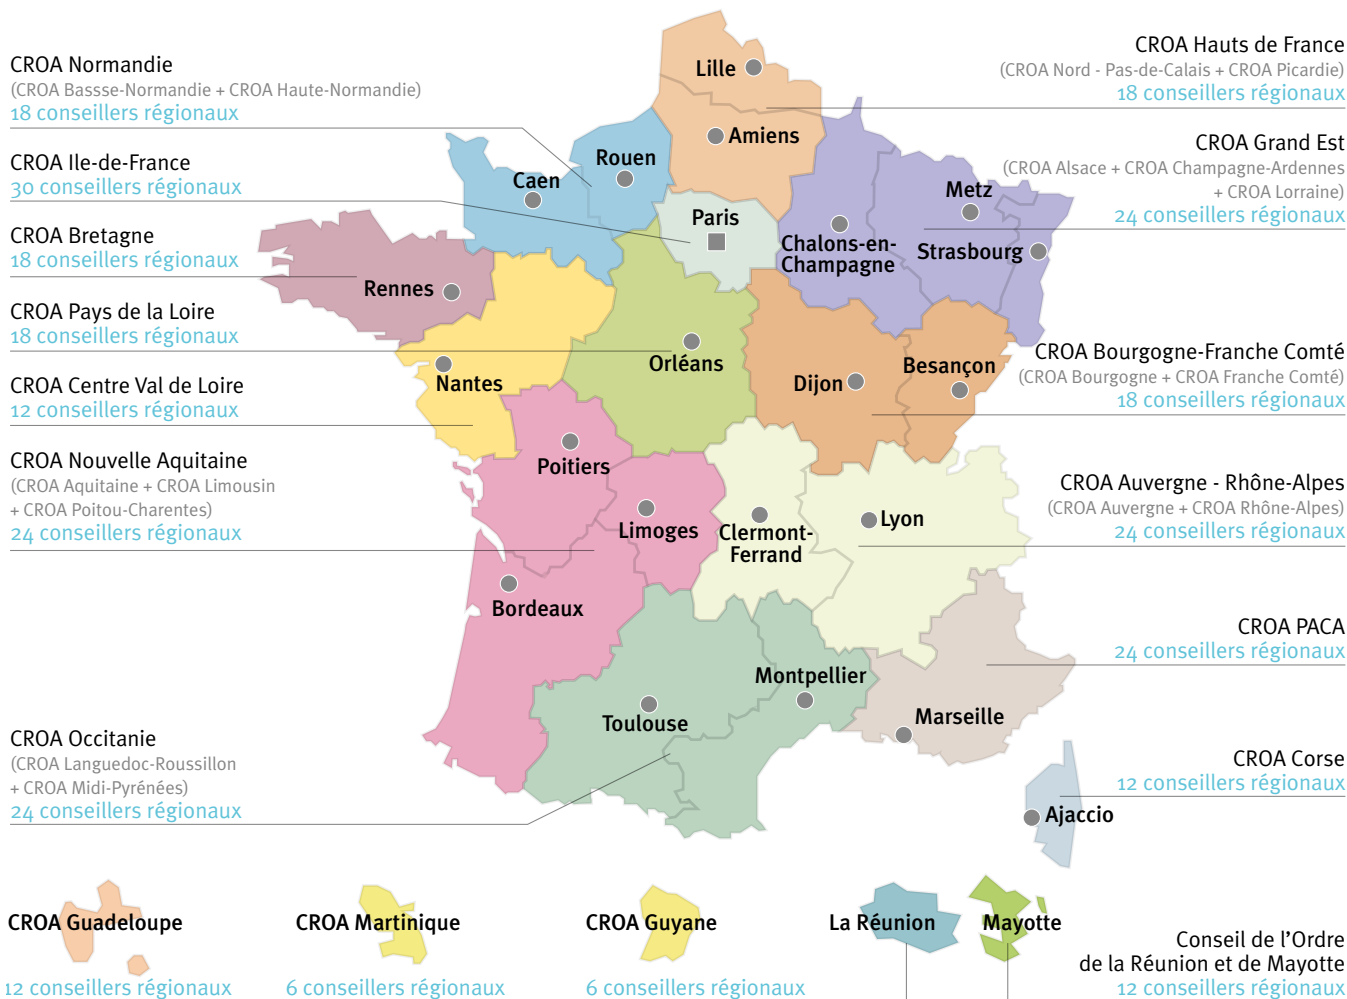 CROA Normandie
(CROA Bassse-Normandie + CROA Haute-Normandie)
18 conseillers régionaux
CROA Ile-de-France
30 conseillers régionaux
CROA Bretagne
18 conseillers régionaux
CROA Pays de la Loire
18 conseillers régionaux
CROA Centre Val de Loire
12 conseillers régionaux
CROA Nouvelle Aquitaine
(CROA Aquitaine + CROA Limousin
+ CROA Poitou-Charentes)
24 conseillers régionaux
CROA Occitanie
(CROA Languedoc-Roussillon
+ CROA Midi-Pyrénées)
24 conseillers régionaux
Lille
Amiens
Rouen
Caen
Paris
Metz
Chalons-en-
Champagne
Strasbourg
Rennes
Orléans
Nantes
Dijon
Besançon
Poitiers
Limoges
Clermont-
Ferrand
Lyon
Bordeaux
Montpellier
Toulouse
Marseille
Ajaccio
CROA Hauts de France
(CROA Nord - Pas-de-Calais + CROA Picardie)
18 conseillers régionaux
CROA Grand Est
(CROA Alsace + CROA Champagne-Ardennes
+ CROA Lorraine)
24 conseillers régionaux
CROA Bourgogne-Franche Comté
(CROA Bourgogne + CROA Franche Comté)
18 conseillers régionaux
CROA Auvergne - Rhône-Alpes
(CROA Auvergne + CROA Rhône-Alpes)
24 conseillers régionaux
CROA PACA
24 conseillers régionaux
CROA Corse
12 conseillers régionaux
CROA Guadeloupe
12 conseillers régionaux
CROA Martinique
6 conseillers régionaux
CROA Guyane
6 conseillers régionaux
La Réunion
Mayotte
Conseil de l'Ordre
de la Réunion et de Mayotte
12 conseillers régionaux